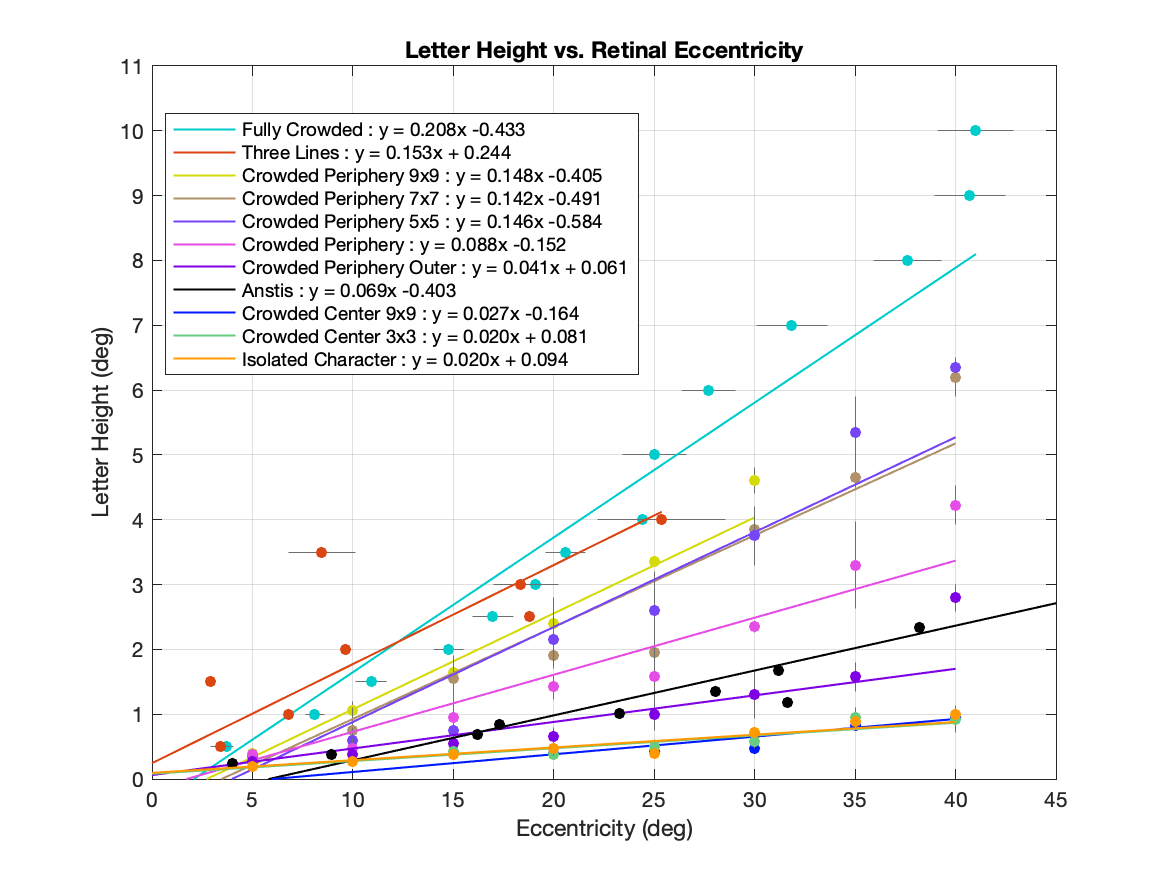 Letter Height vs. Retinal Eccentricity
11
10
9
8
7
6
5
4
3
2
1
0
Letter Height (deg)
Fully Crowded : y = 0.208x -0.433
Three Lines : y = 0.153x + 0.244
Crowded Periphery 9x9 : y = 0.148x -0.405
Crowded Periphery 7x7 : y = 0.142x -0.491
Crowded Periphery 5x5 : y = 0.146x -0.584
Crowded Periphery : y = 0.088x -0.152
Crowded Periphery Outer : y = 0.041x + 0.061
Anstis : y = 0.069x -0.403
Crowded Center 9x9 : y = 0.027x -0.164
Crowded Center 3x3 : y = 0.020x + 0.081
Isolated Character : y = 0.020x + 0.094
0 5 10 15 20 25 30 35 40 45
Eccentricity (deg)